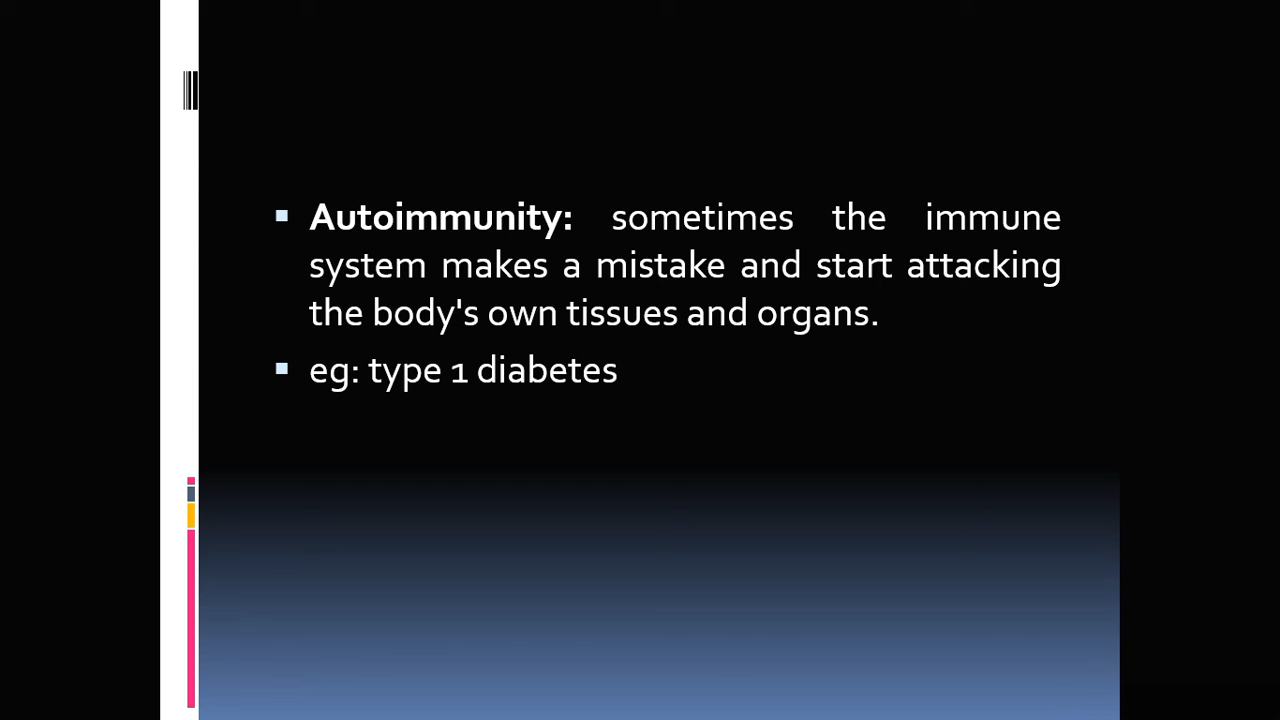 ▪ Autoimmunity: sometimes the immune
system makes a mistake and start attacking
the body's own tissues and organs.
▪ eg: type 1 diabetes